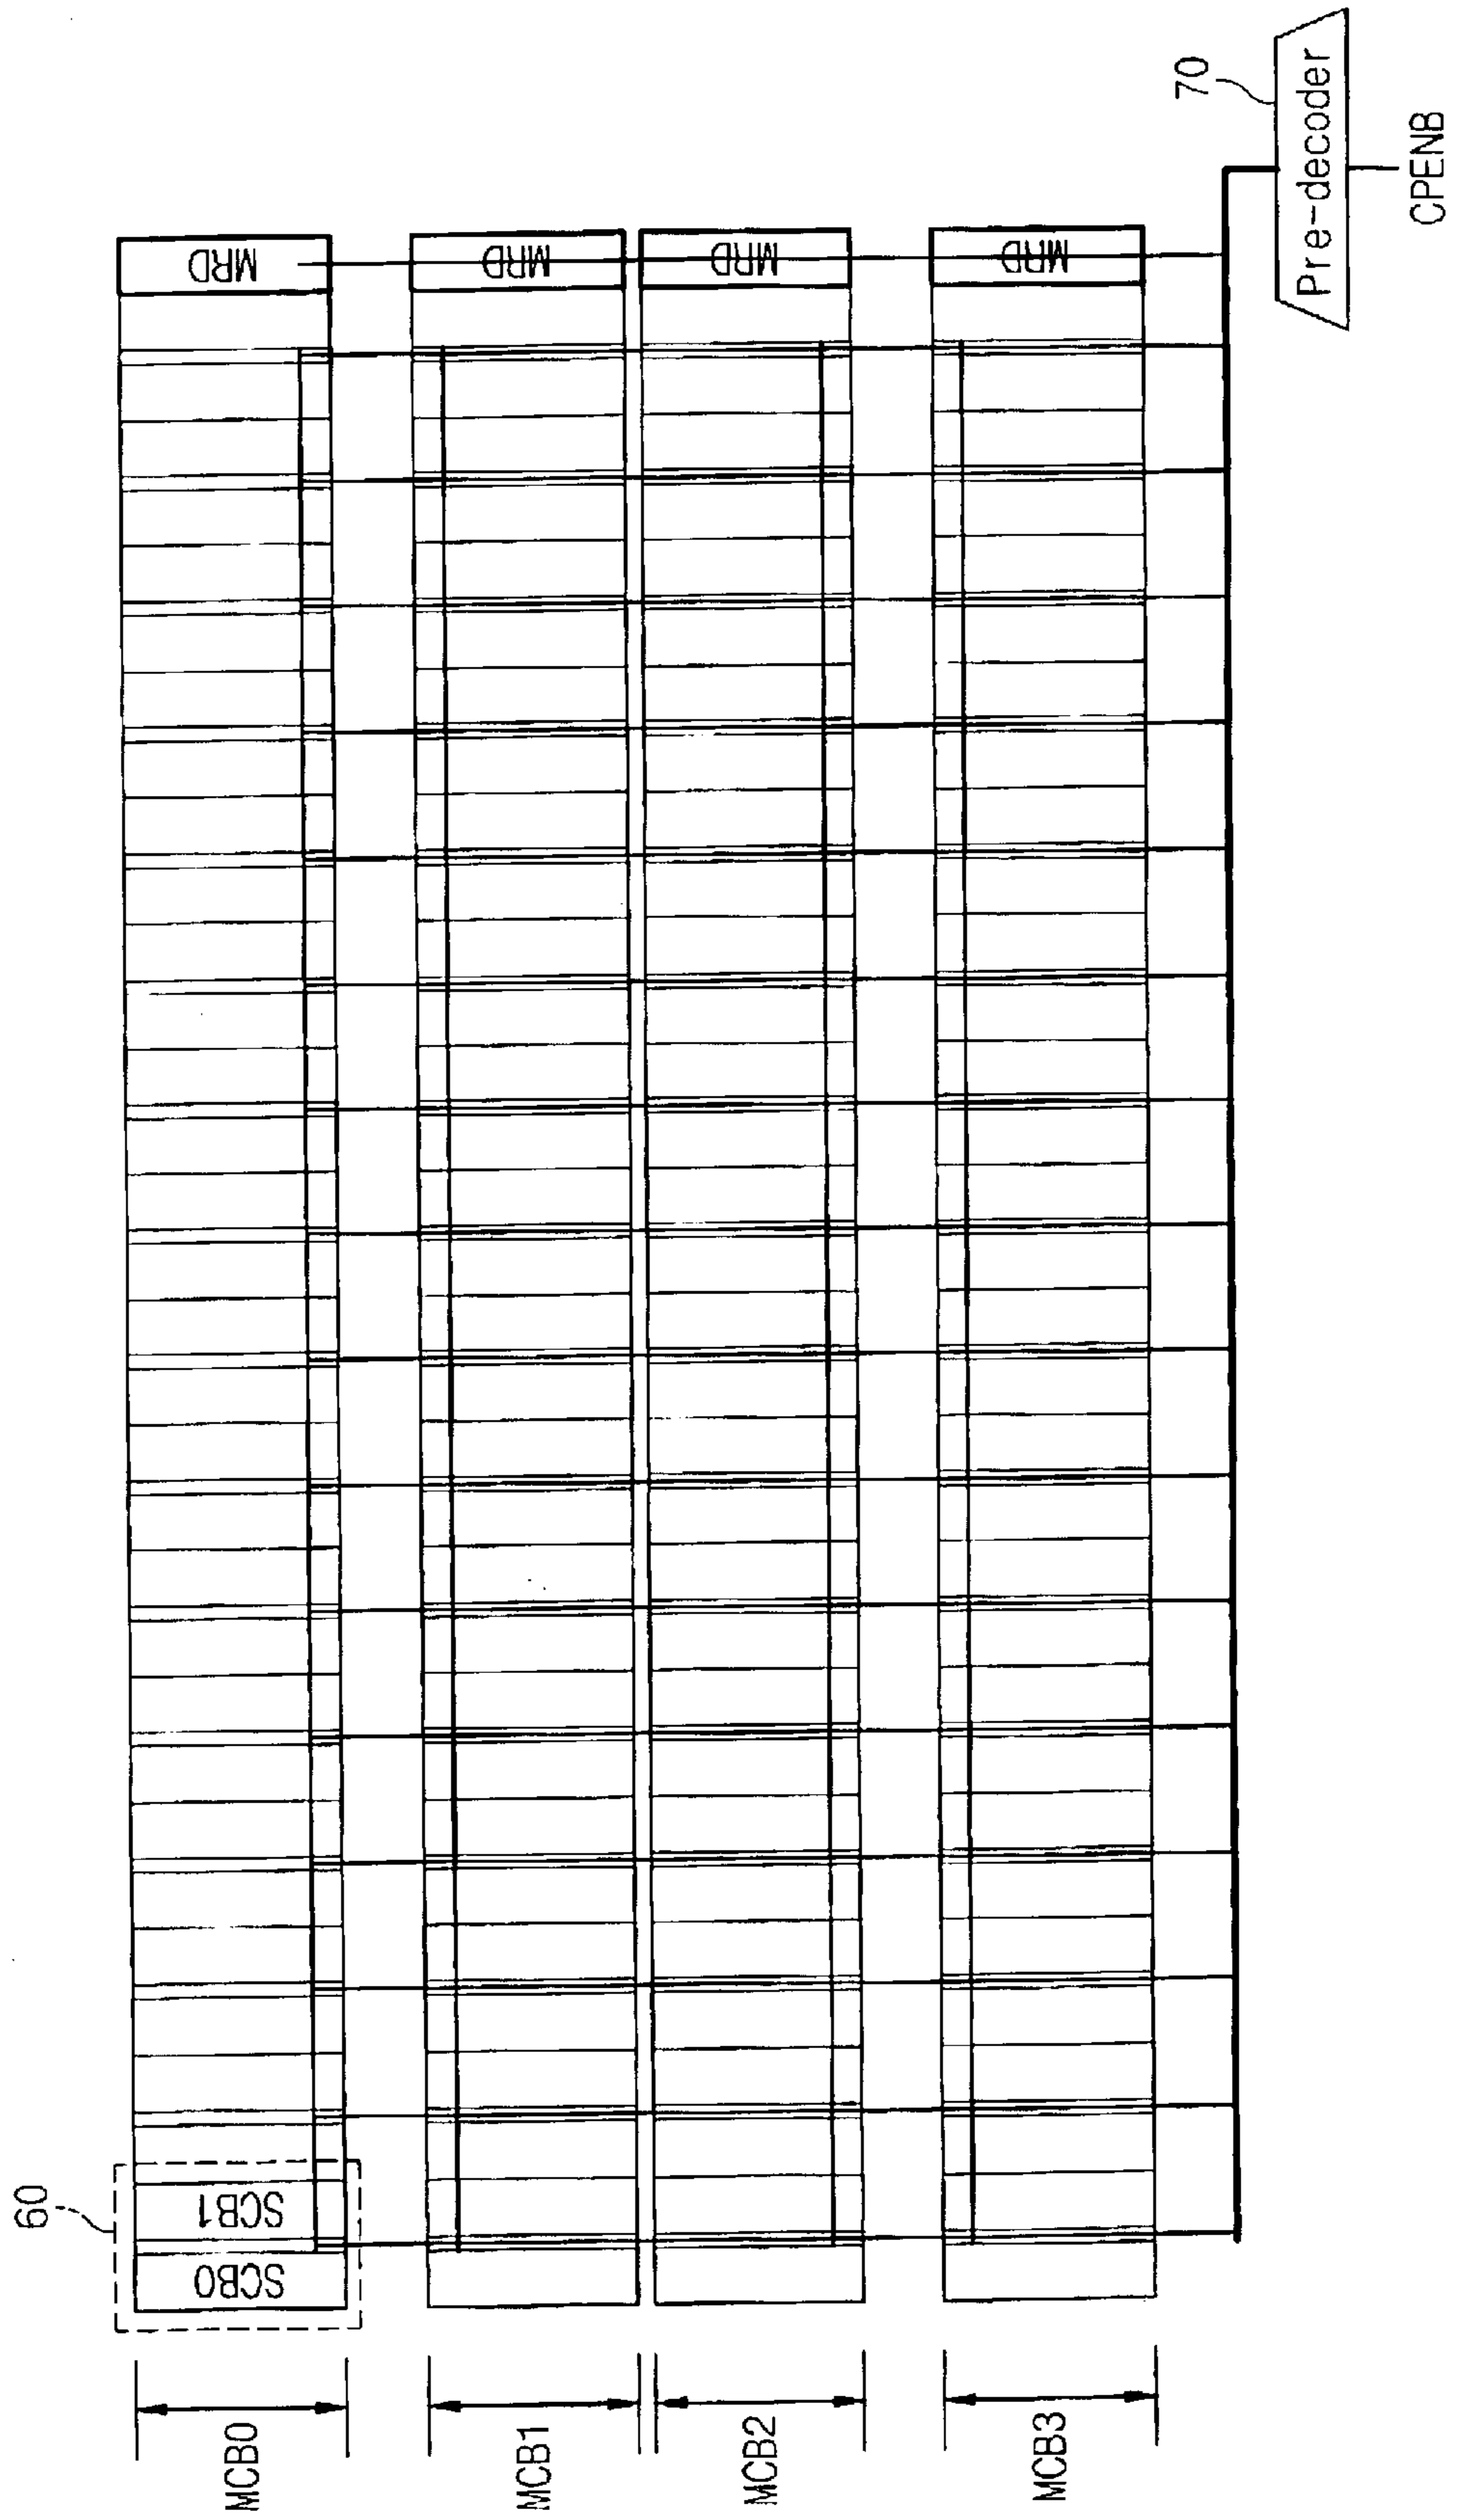 MCB0
MCB1
MCB2
MCB3
60
SCB0
SCB1
MRD
MRD
MRD
MRD
70
Pre-decoder
CPENB